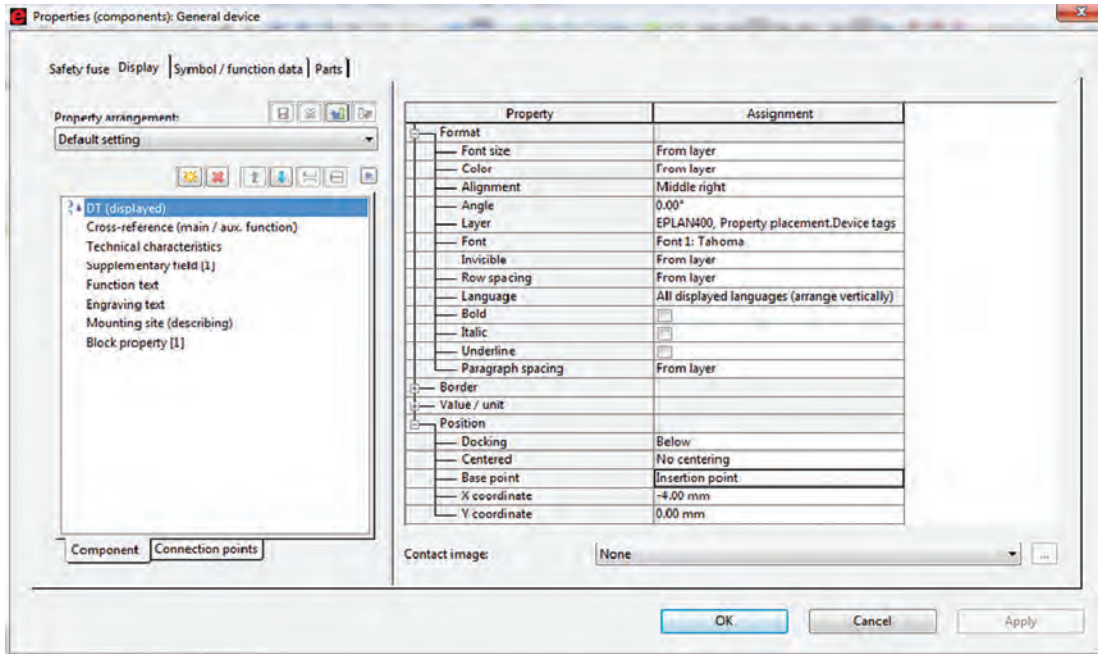 Properties (components): General device
Safety fuse Display Symbol / function data Parts
Property arrangement:
Default setting
DT (displayed)
Cross-reference (main / aux. function)
Technical characteristics
Supplementary field [1]
Function text
Engraving text
Mounting site (describing)
Block property [1]
Component Connection points
Property Assignment
Format
Font size From layer
Color From layer
Alignment Middle right
Angle 0.00°
Layer EPLAN400, Property placement.Device tags
Font Font 1: Tahoma
Invisible From layer
Row spacing From layer
Language All displayed languages (arrange vertically)
Bold
Italic
Underline
Paragraph spacing From layer
Border
Value / unit
Position
Docking Below
Centered No centering
Base point Insertion point
X coordinate -4.00 mm
Y coordinate 0.00 mm
Contact image: None ...
OK Cancel Apply